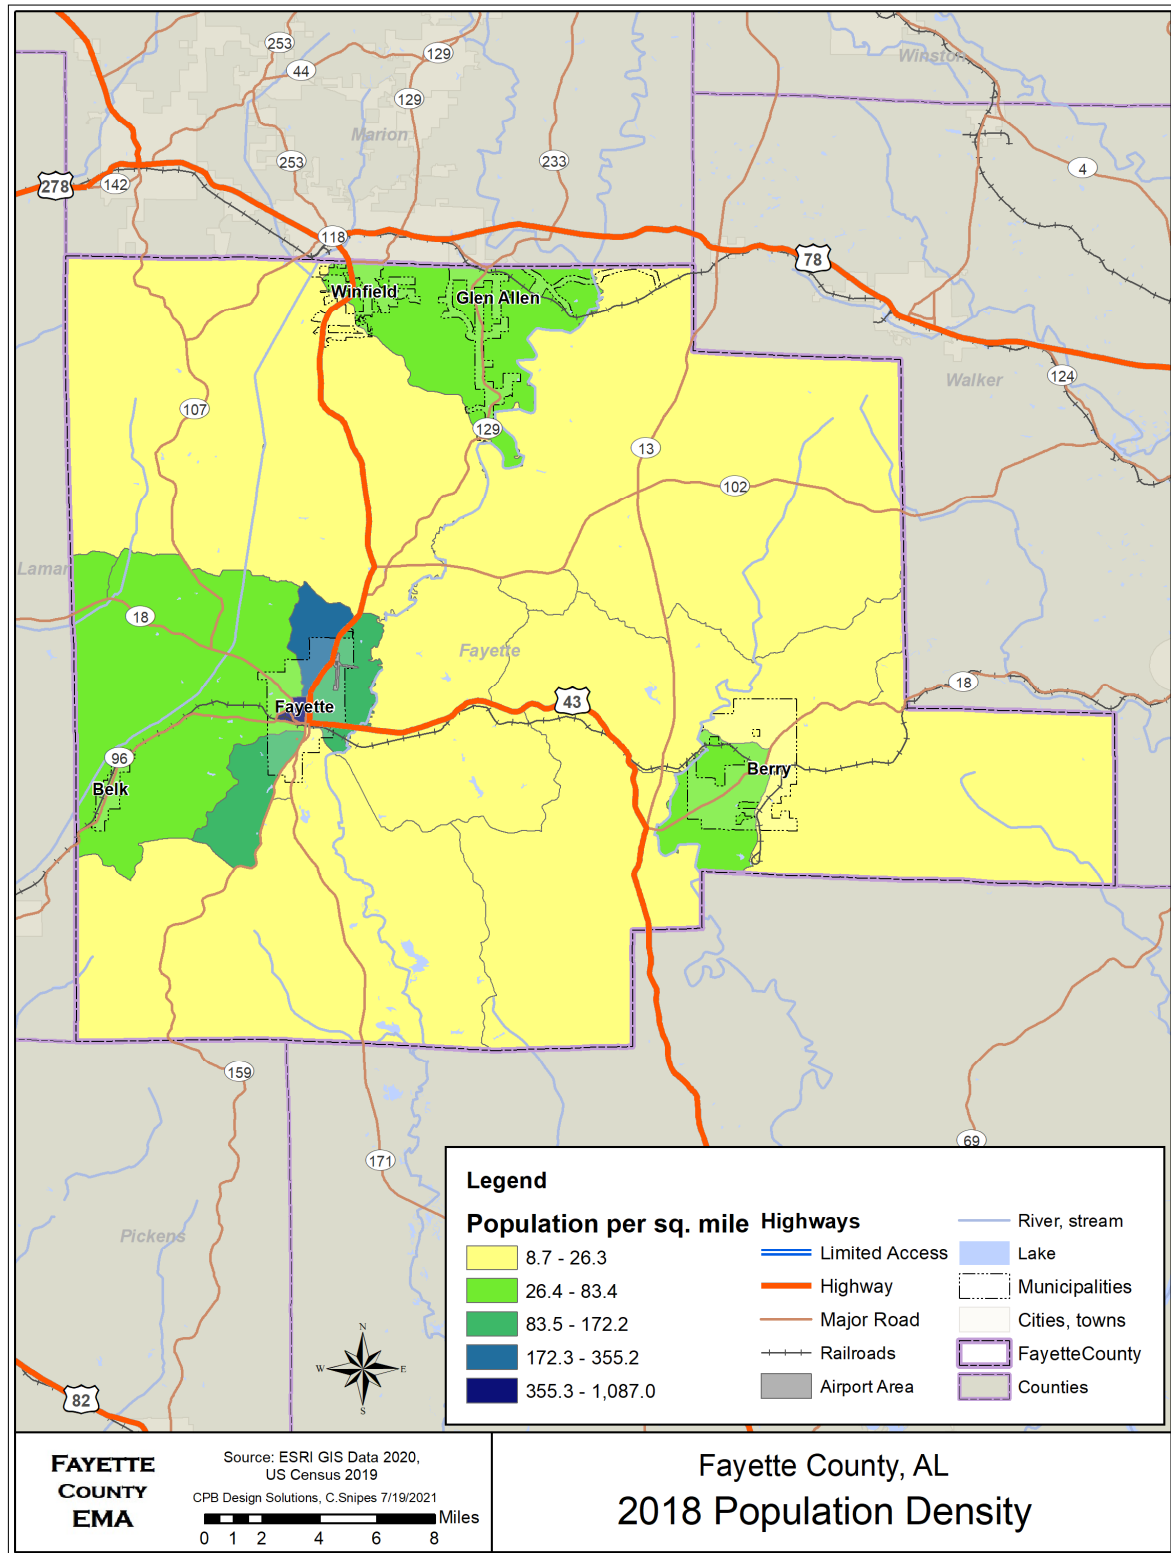 253
44
129
Winston
129
Marion
253
233
4
278
142
118
78
Winfield
Glen Allen
Walker
124
107
129
13
102
Lamar
18
Fayette
18
43
Fayette
96
Belk
Berry
159
69
171
Pickens
82
N
W
E
S
Legend
Population per sq. mile
8.7 - 26.3
26.4 - 83.4
83.5 - 172.2
172.3 - 355.2
355.3 - 1,087.0
Highways
Limited Access
Highway
Major Road
Railroads
Airport Area
River, stream
Lake
Municipalities
Cities, towns
FayetteCounty
Counties
FAYETTE
COUNTY
EMA
Source: ESRI GIS Data 2020,
US Census 2019
CPB Design Solutions, C.Snipes 7/19/2021
Miles
0 1 2 4 6 8
Fayette County, AL
2018 Population Density